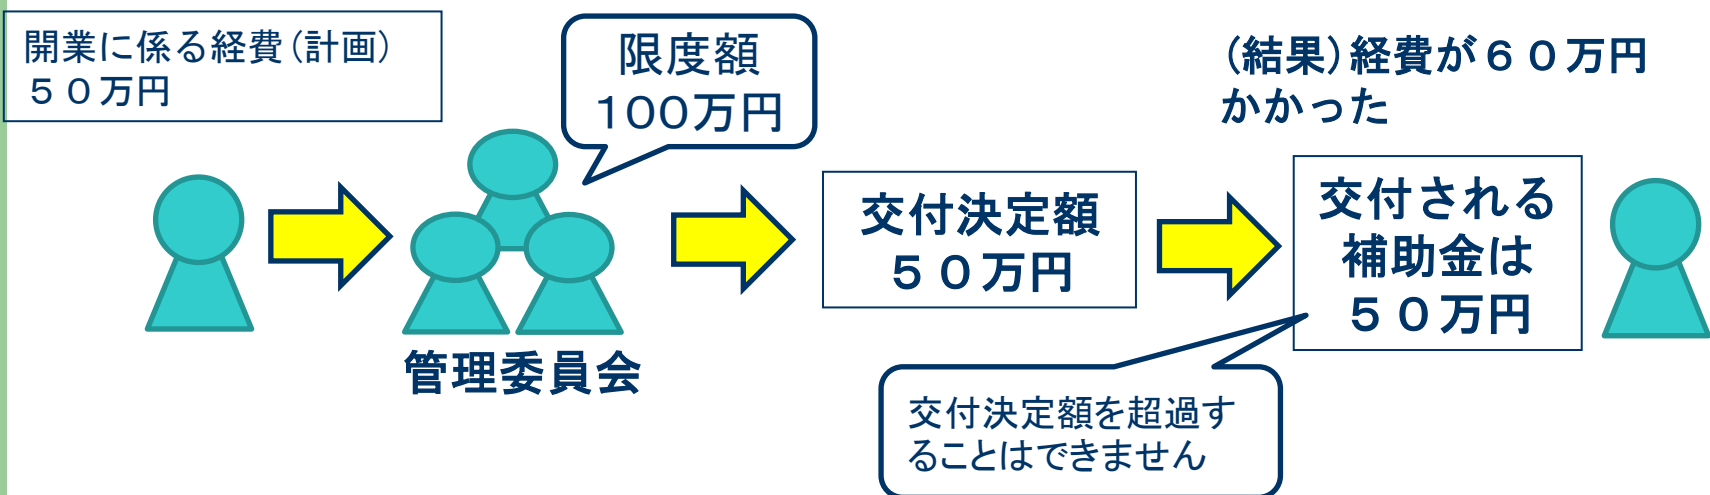 開業に係る経費(計画)
５０万円
限度額
100万円
(結果)経費が６０万円
かかった
管理委員会
交付決定額
５０万円
交付される
補助金は
５０万円
交付決定額を超過す
ることはできません